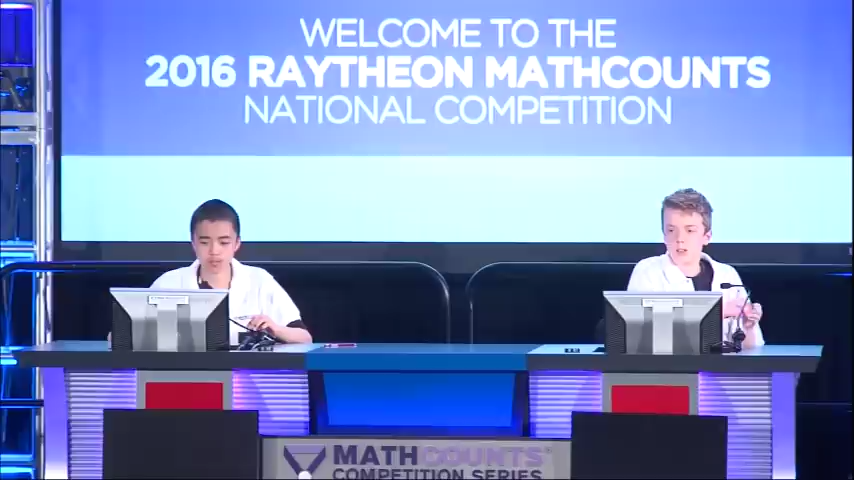 WELCOME TO THE
2016 RAYTHEON MATHCOUNTS
NATIONAL COMPETITION
MATHCOUNTS
COMPETITION SERIES